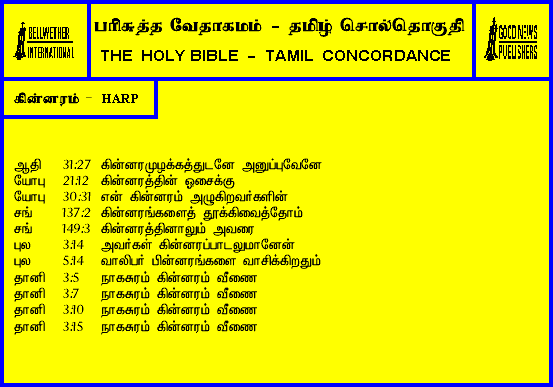 BELLWETHER INTERNATIONAL
பரிசுத்த வேதாகமம் - தமிழ் சொல்தொகுதி
THE HOLY BIBLE - TAMIL CONCORDANCE
GOOD NEWS PUBLISHERS
கின்னரம் - HARP
ஆதி 31:27 கின்னரமுழக்கத்துடனே அனுப்புவேனே
யோபு 21:12 கின்னரத்தின் ஓசைக்கு
யோபு 30:31 என் கின்னரம் அழுகிறவர்களின்
சங் 137:2 கின்னரங்களைத் தூக்கிவைத்தோம்
சங் 149:3 கின்னரத்தினாலும் அவரை
புல 3:14 அவர்கள் கின்னரப்பாடலுமானேன்
புல 5:14 வாலிபர் பின்னரங்களை வாசிக்கிறதும்
தானி 3:5 நாகசுரம் கின்னரம் வீணை
தானி 3:7 நாகசுரம் கின்னரம் வீணை
தானி 3:10 நாகசுரம் கின்னரம் வீணை
தானி 3:15 நாகசுரம் கின்னரம் வீணை